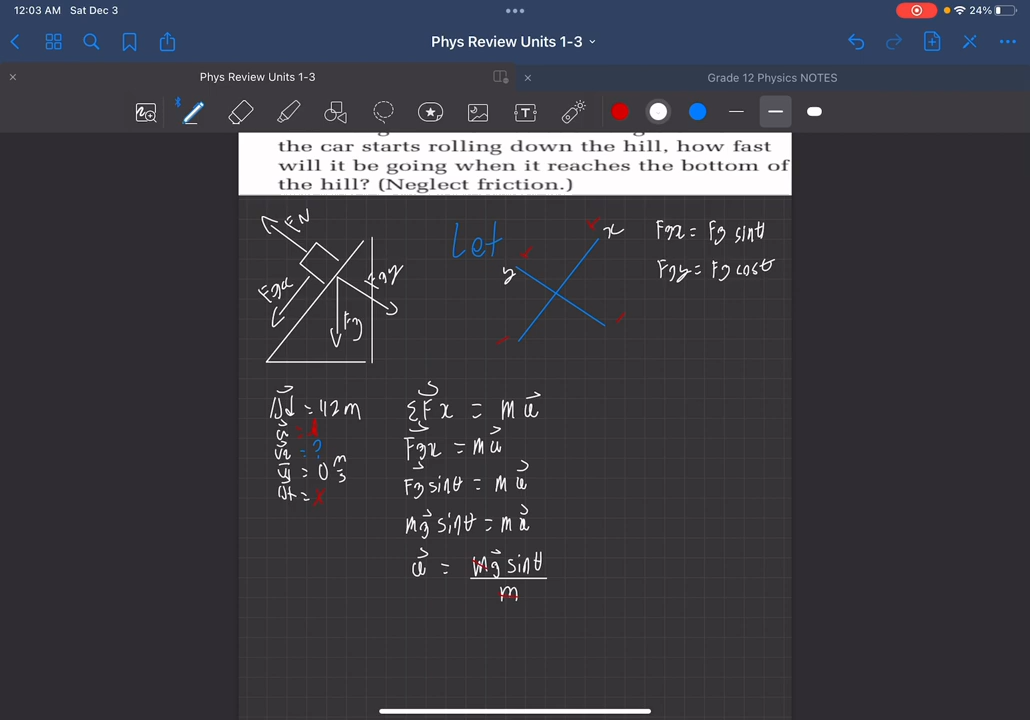 12:03 AM Sat Dec 3
24%
Phys Review Units 1-3
Phys Review Units 1-3
Grade 12 Physics NOTES
the car starts rolling down the hill, how fast
will it be going when it reaches the bottom of
the hill? (Neglect friction.)
FN
Fgx
Fgy
Fg
Let
y
x
Fgx = Fg sinθ
Fgy = Fg cosθ
Δd = 42m
a =
v2 = ?
v1 = 0 m/s
Δt = x
ΣFx = ma
Fgx = ma
Fg sinθ = ma
mg sinθ = ma
a = mg sinθ
m